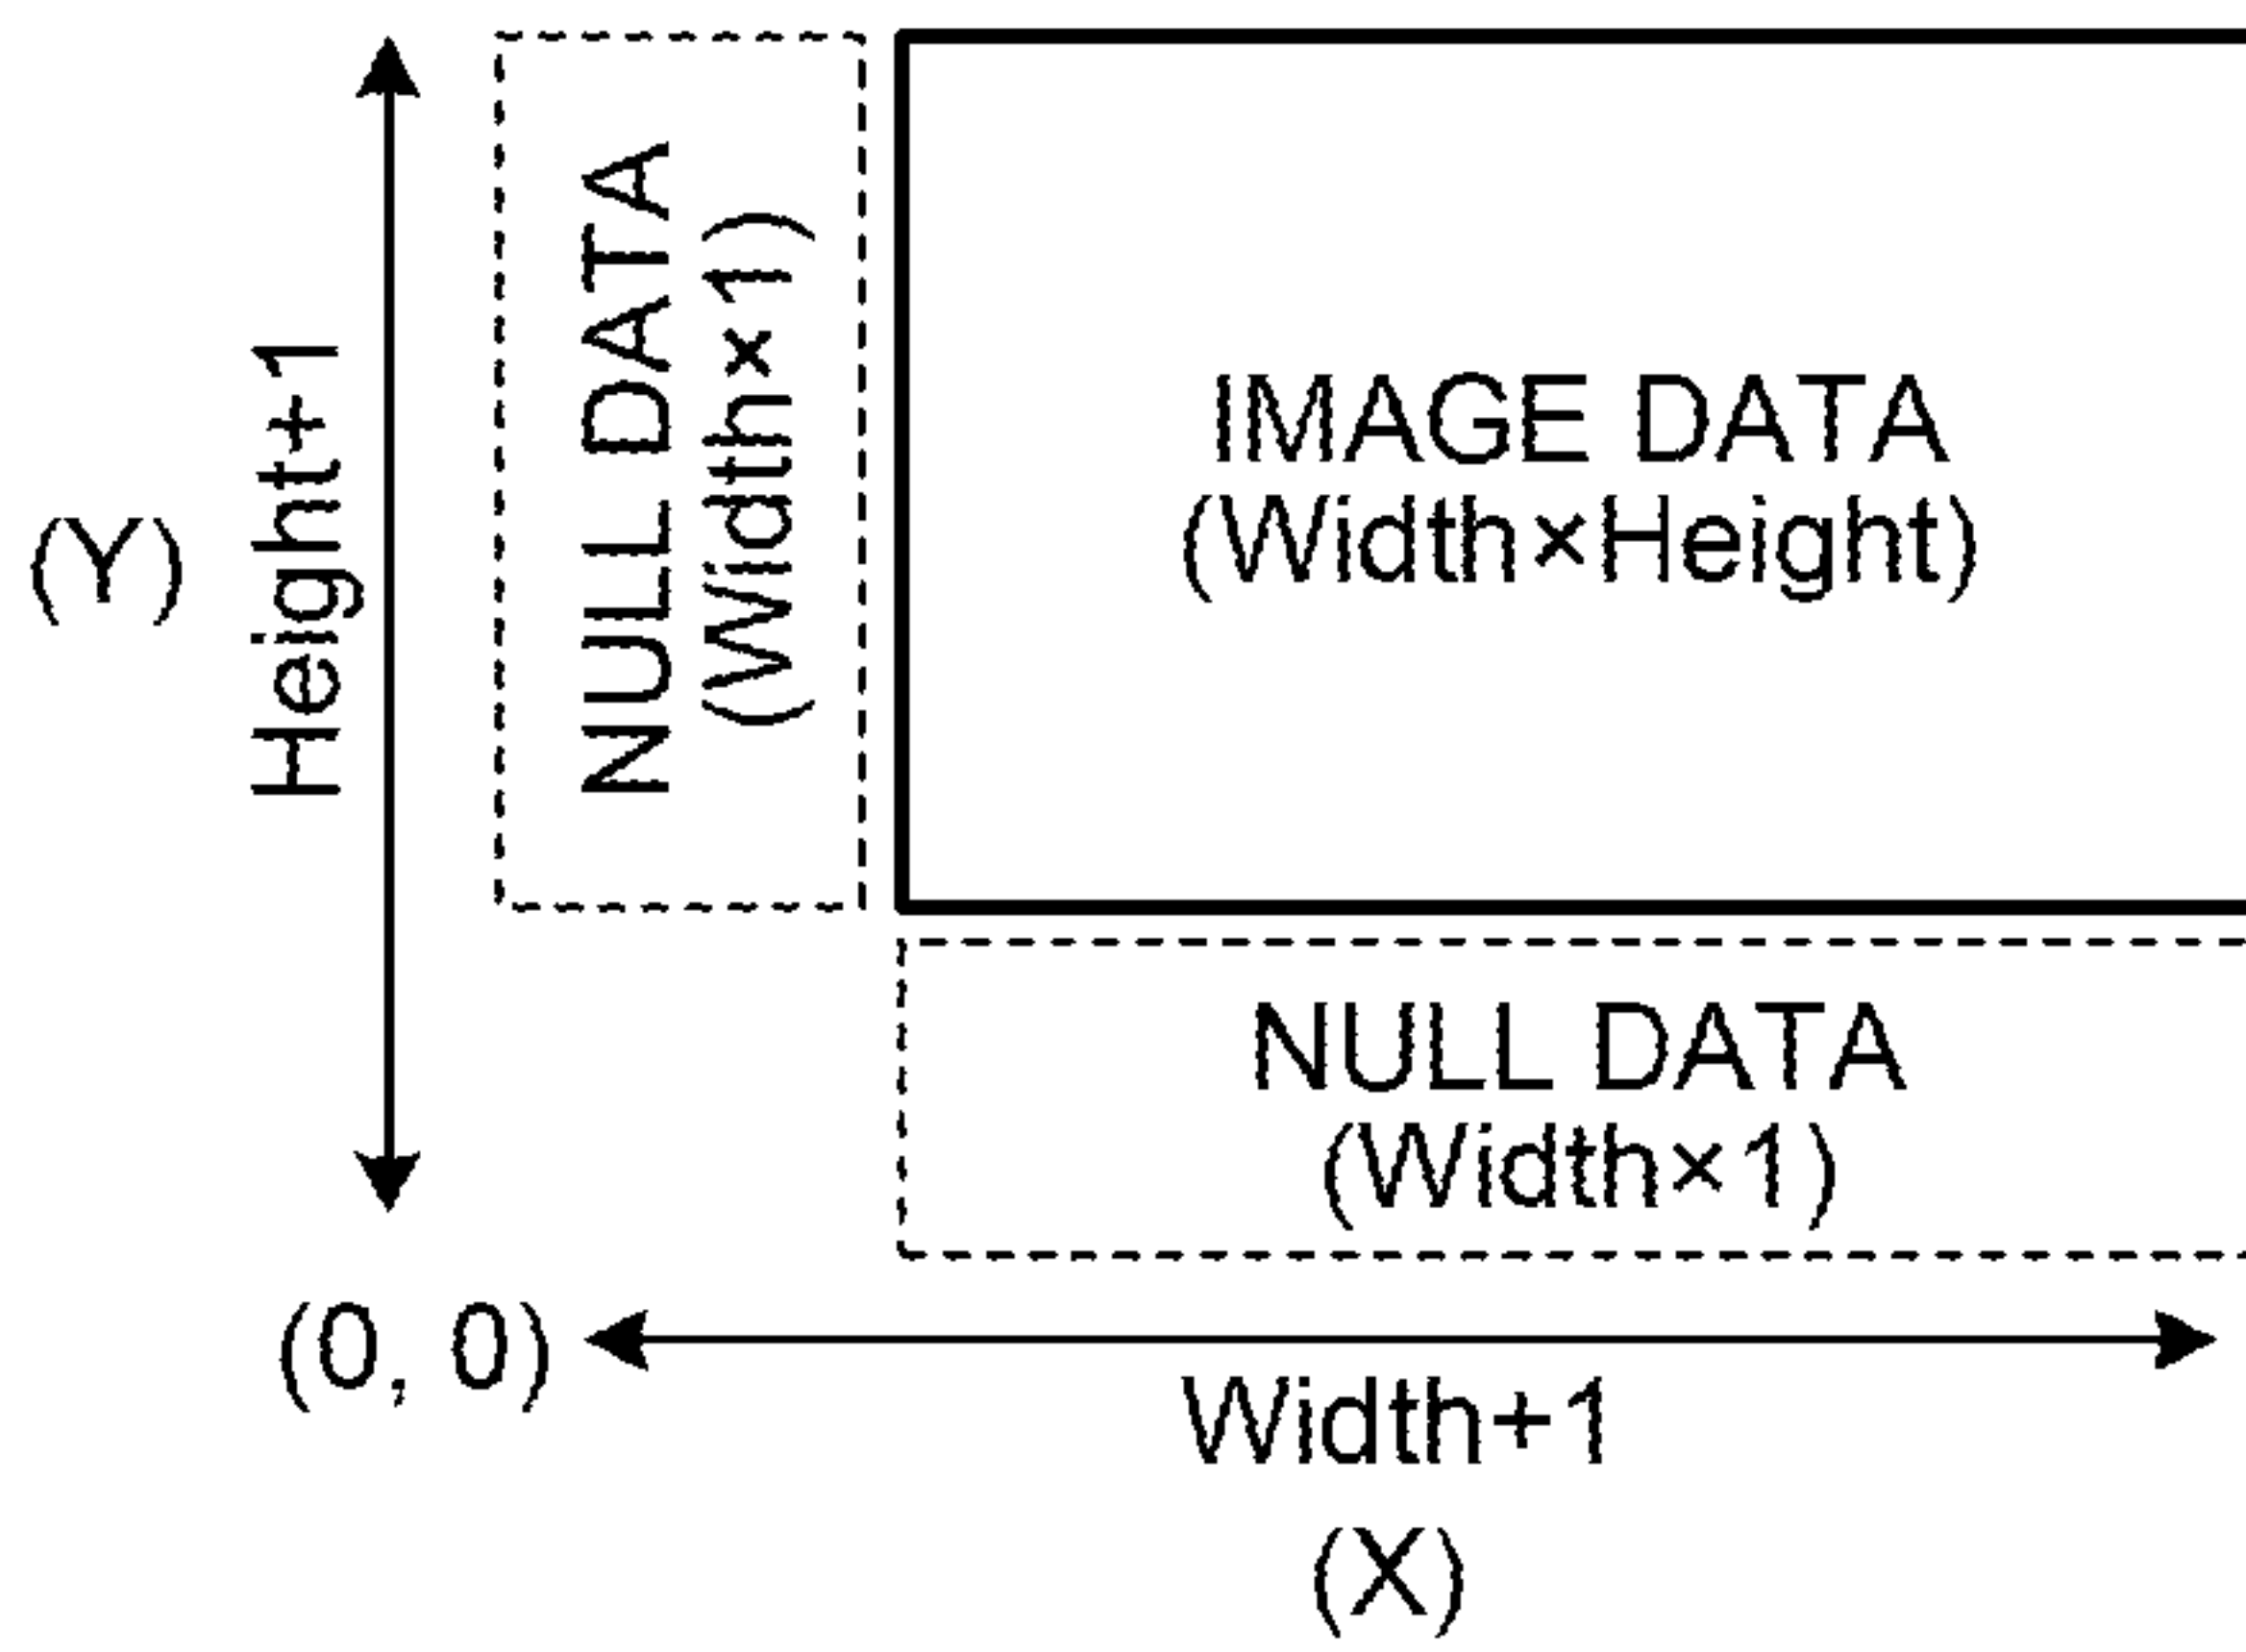 (Y)
Height+1
NULL DATA
(Width×1)
IMAGE DATA
(Width×Height)
NULL DATA
(Width×1)
(0, 0)
Width+1
(X)